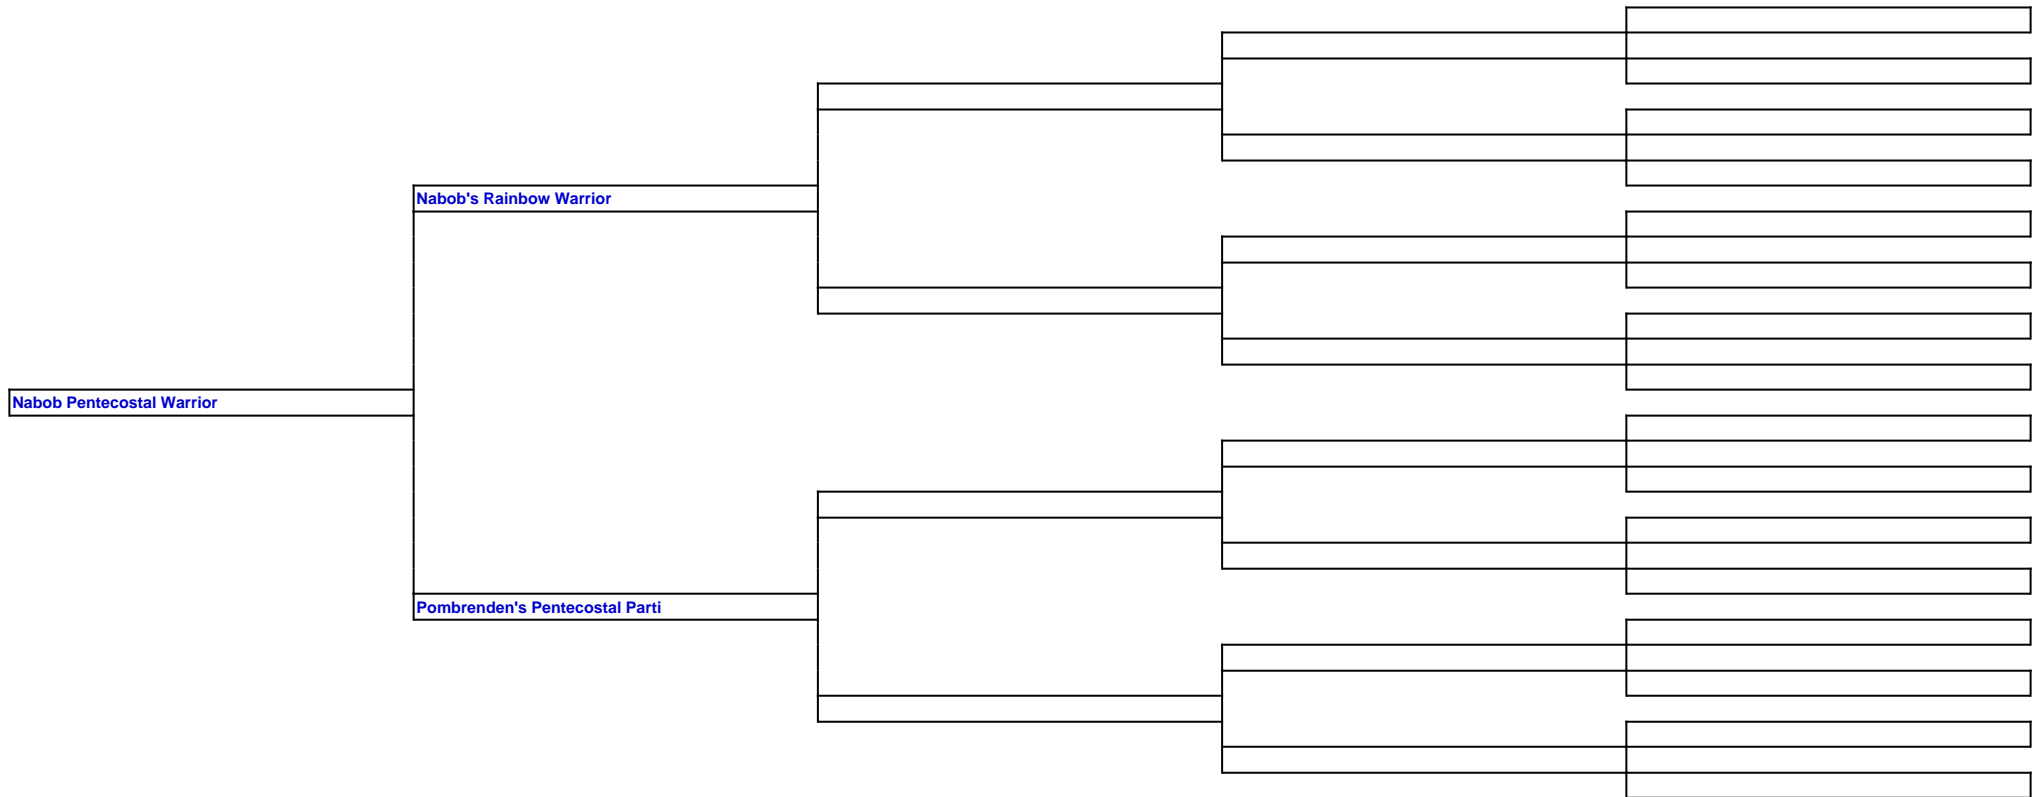 Nabob's Rainbow Warrior
Nabob Pentecostal Warrior
Pombrenden's Pentecostal Parti